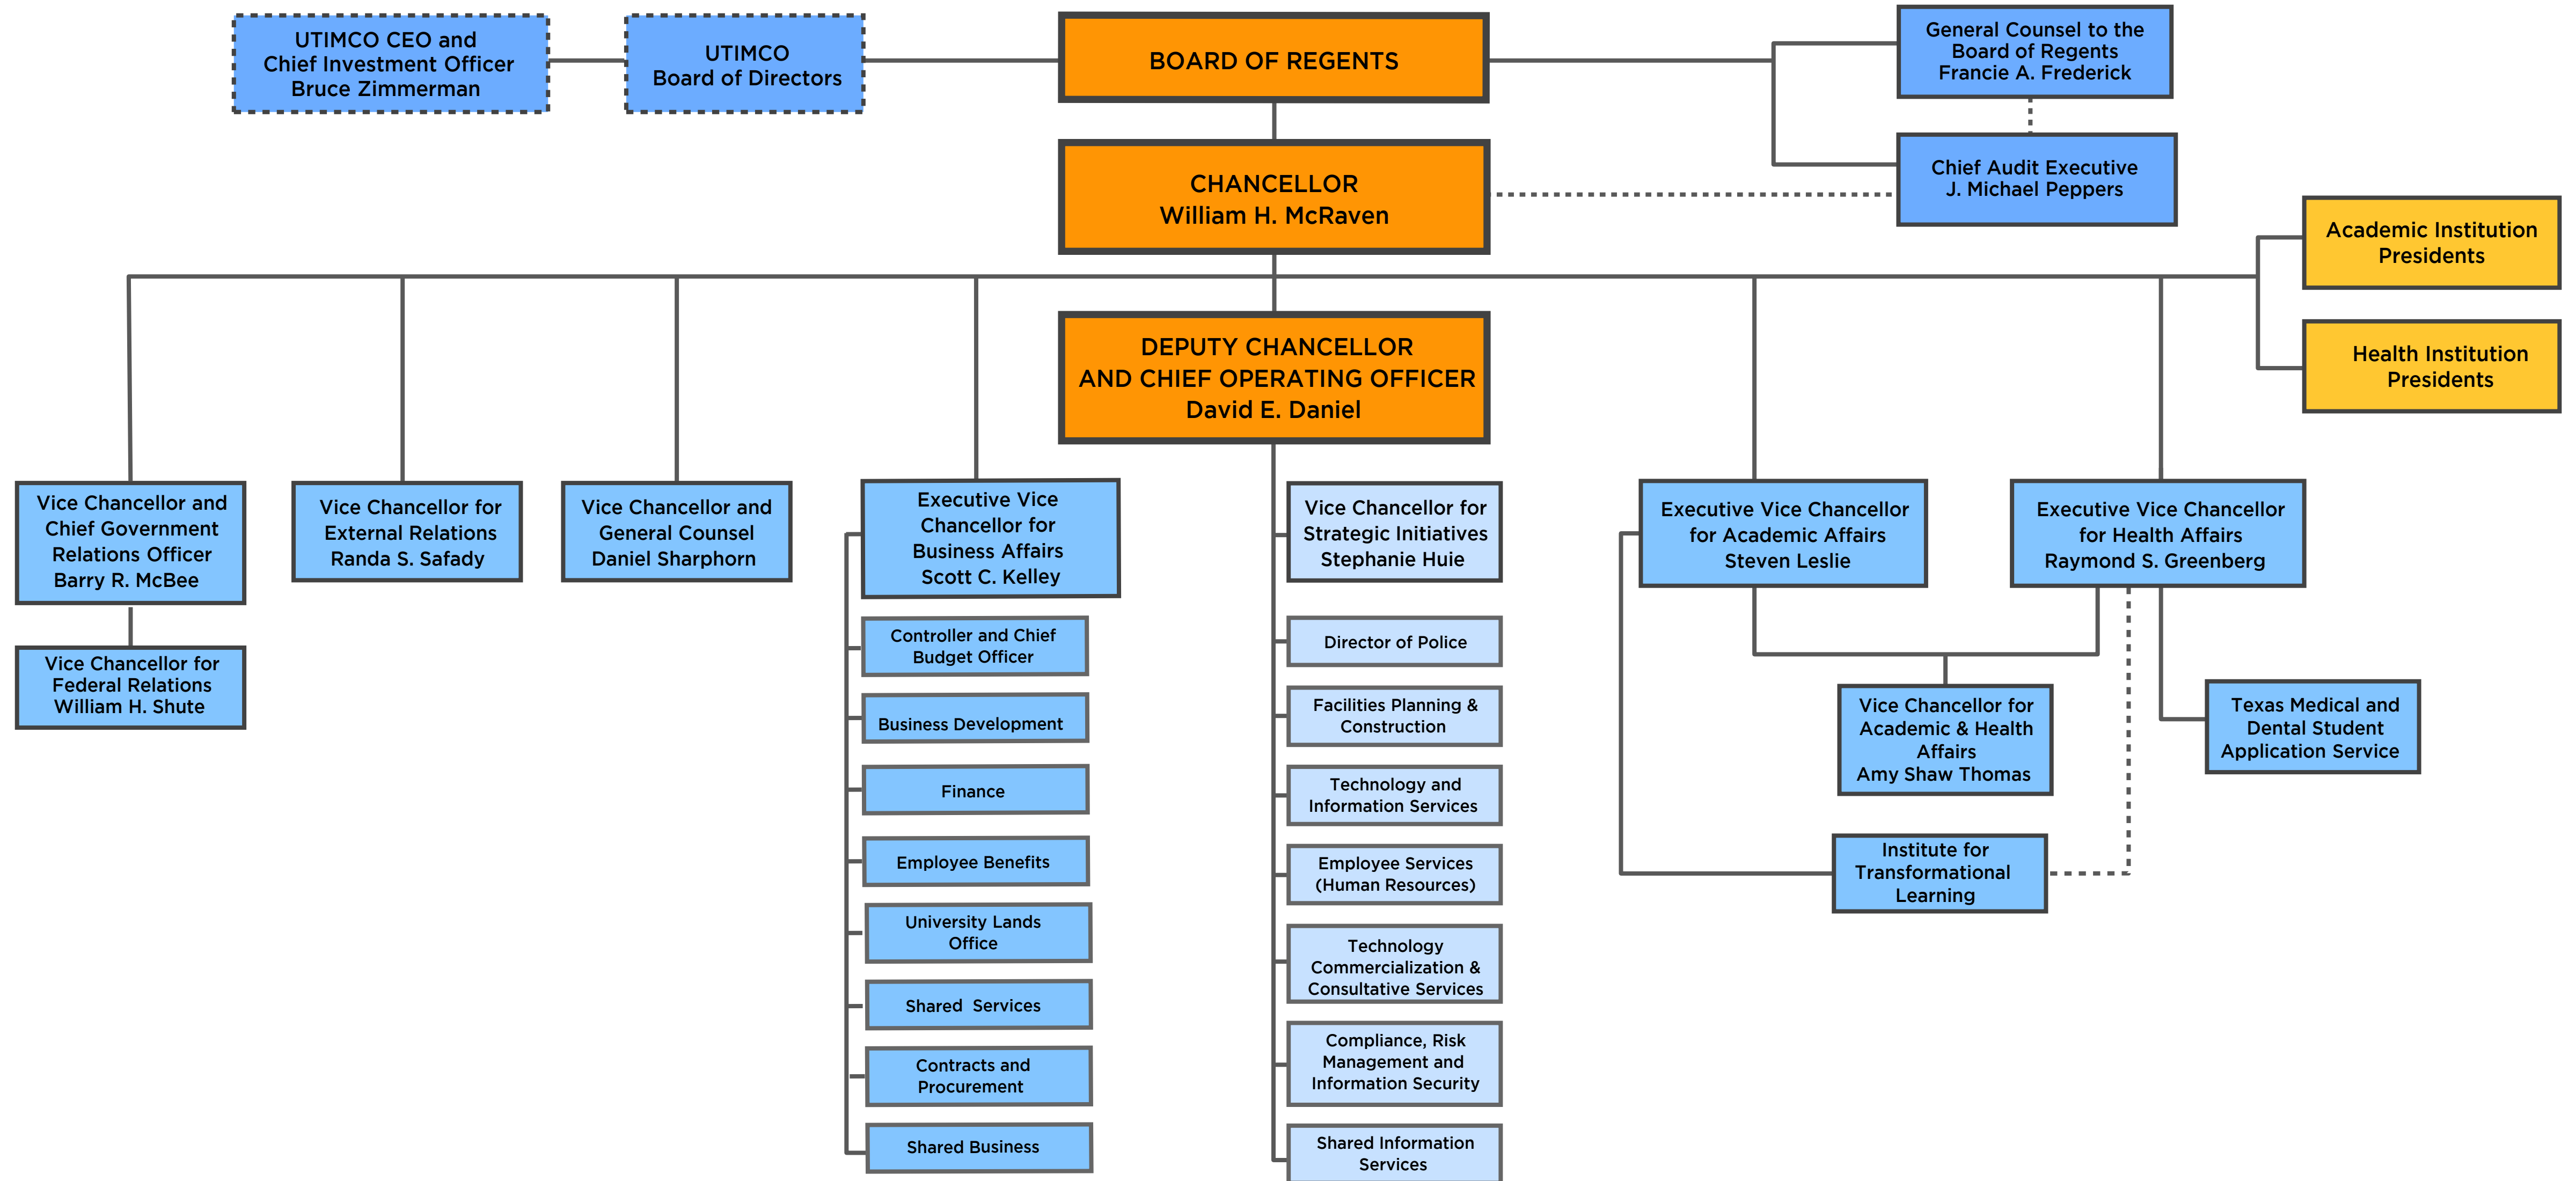 UTIMCO CEO and
Chief Investment Officer
Bruce Zimmerman
UTIMCO
Board of Directors
BOARD OF REGENTS
General Counsel to the
Board of Regents
Francie A. Frederick
CHANCELLOR
William H. McRaven
Chief Audit Executive
J. Michael Peppers
Academic Institution
Presidents
Health Institution
Presidents
DEPUTY CHANCELLOR
AND CHIEF OPERATING OFFICER
David E. Daniel
Vice Chancellor and
Chief Government
Relations Officer
Barry R. McBee
Vice Chancellor for
Federal Relations
William H. Shute
Vice Chancellor for
External Relations
Randa S. Safady
Vice Chancellor and
General Counsel
Daniel Sharphorn
Executive Vice
Chancellor for
Business Affairs
Scott C. Kelley
Controller and Chief
Budget Officer
Business Development
Finance
Employee Benefits
University Lands
Office
Shared Services
Contracts and
Procurement
Shared Business
Vice Chancellor for
Strategic Initiatives
Stephanie Huie
Director of Police
Facilities Planning &
Construction
Technology and
Information Services
Employee Services
(Human Resources)
Technology
Commercialization &
Consultative Services
Compliance, Risk
Management and
Information Security
Shared Information
Services
Executive Vice Chancellor
for Academic Affairs
Steven Leslie
Executive Vice Chancellor
for Health Affairs
Raymond S. Greenberg
Vice Chancellor for
Academic & Health
Affairs
Amy Shaw Thomas
Texas Medical and
Dental Student
Application Service
Institute for
Transformational
Learning